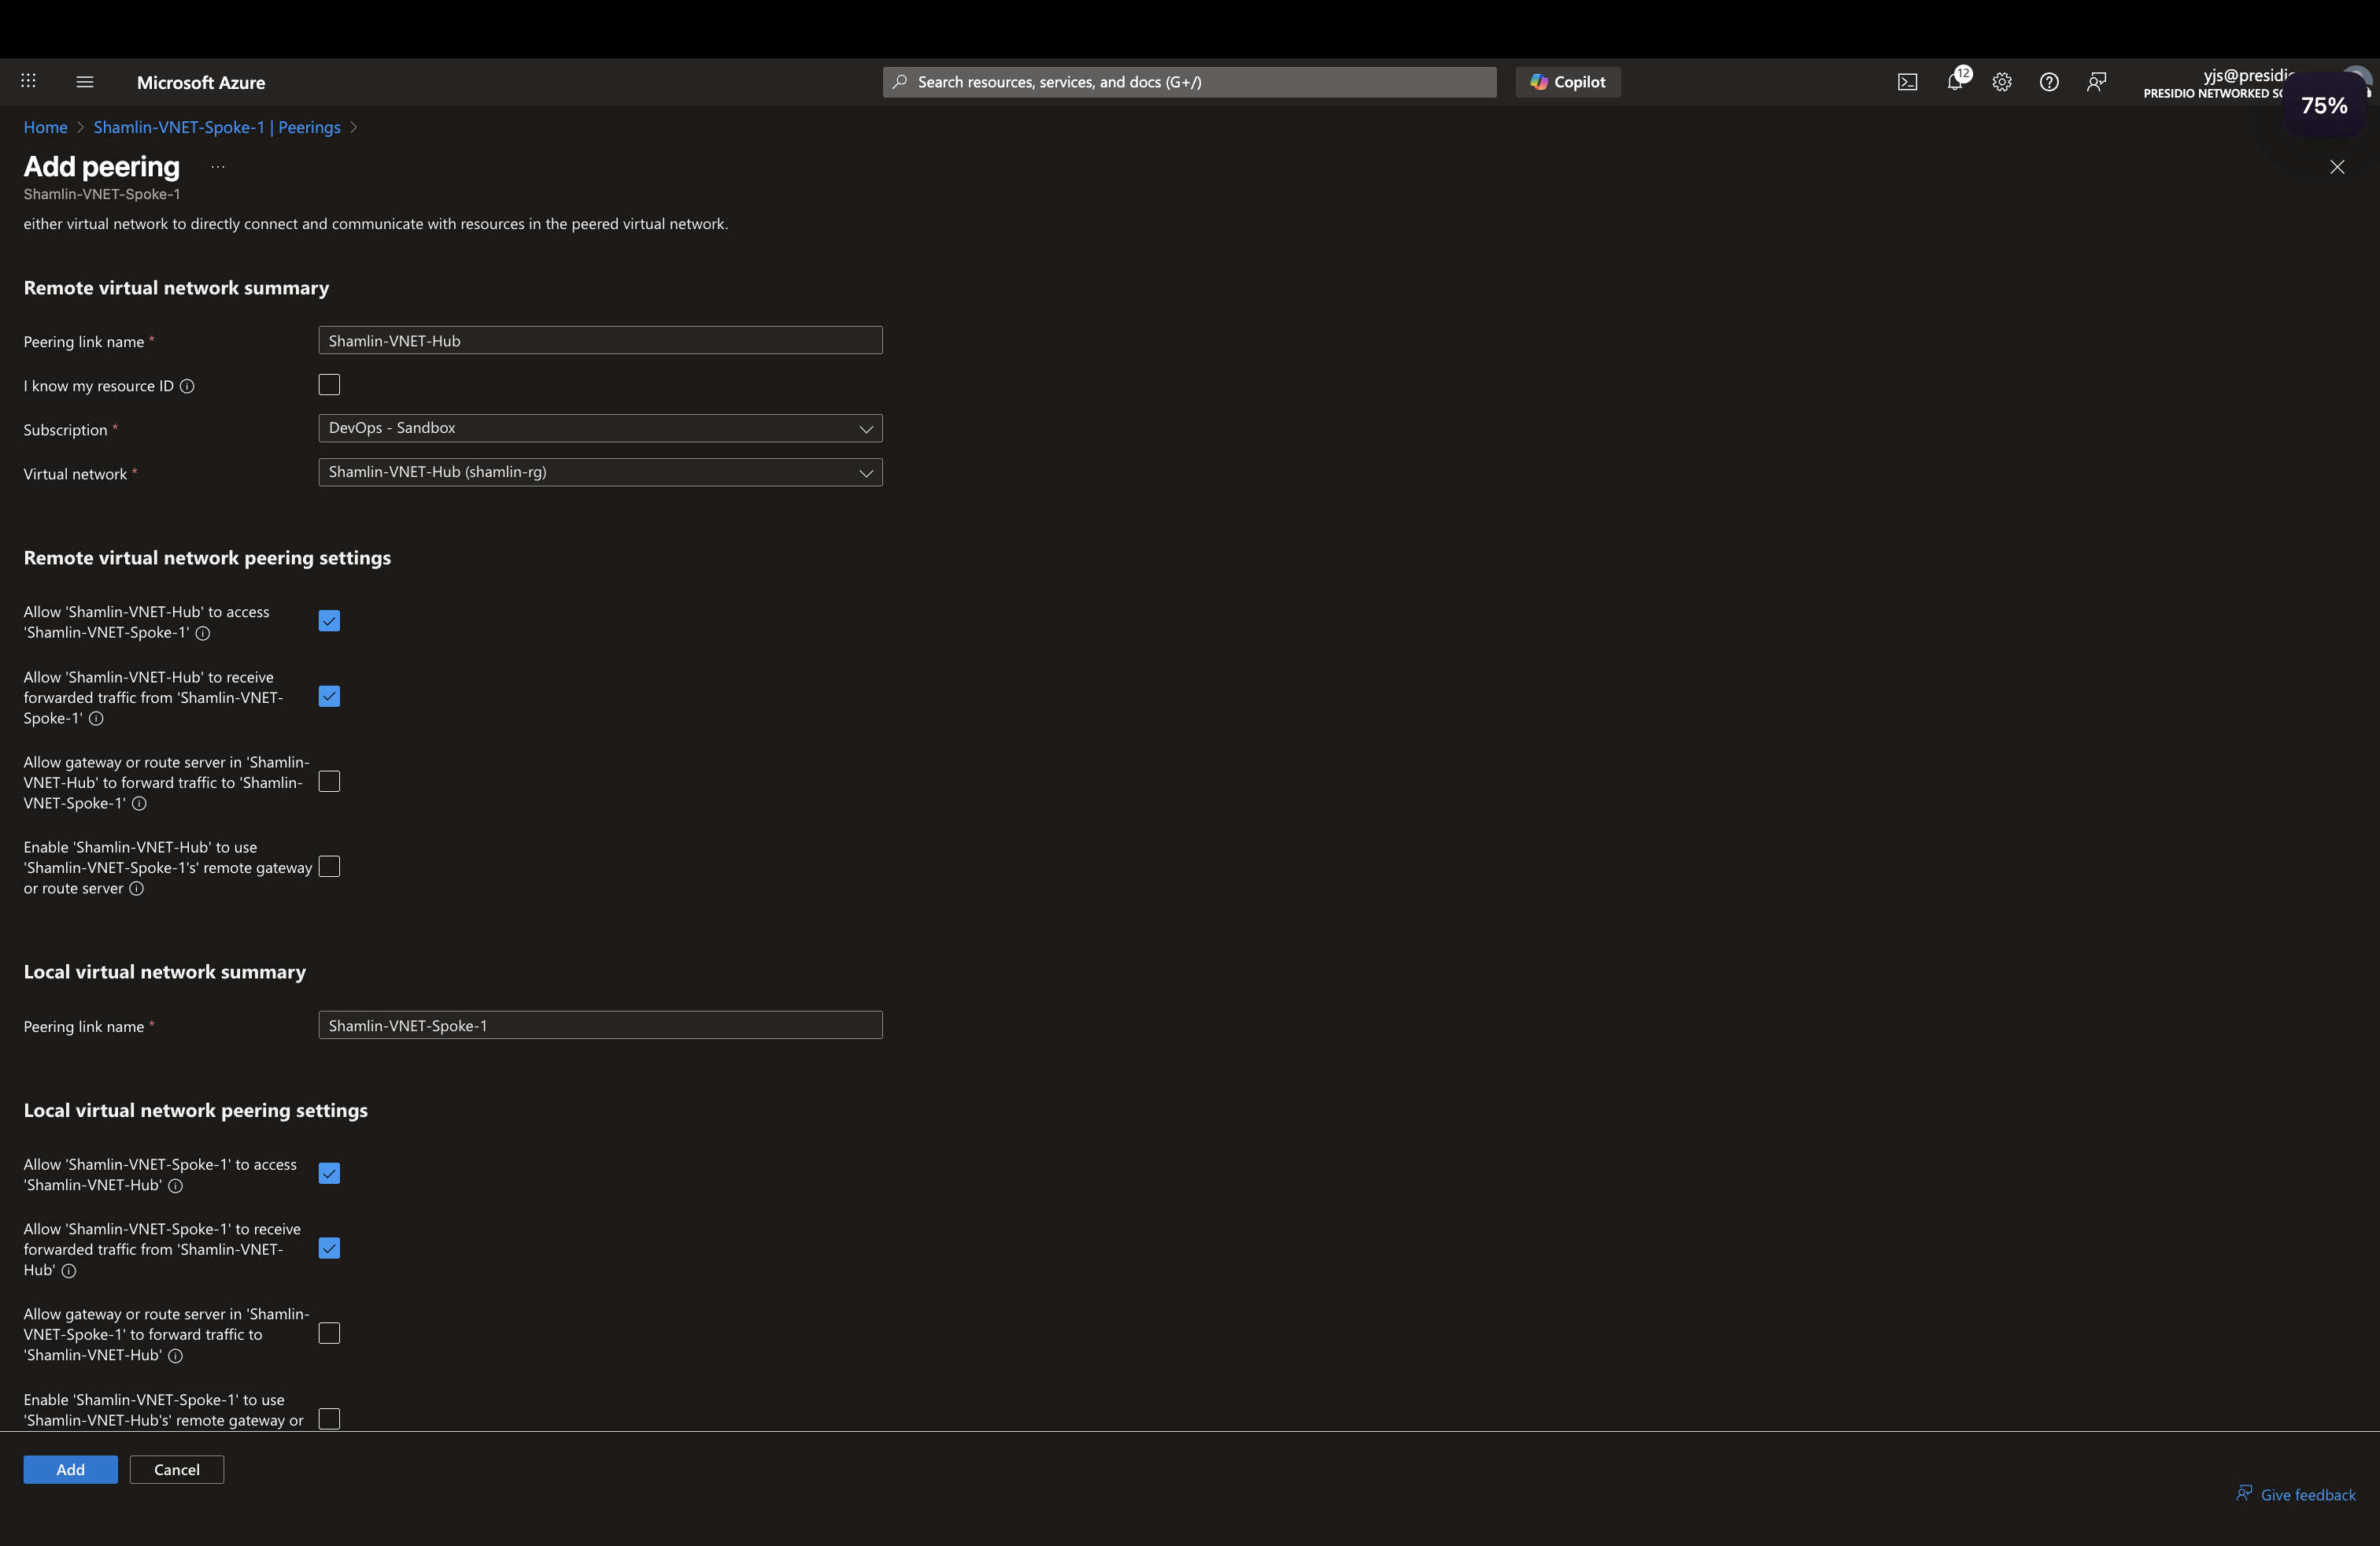 Microsoft Azure
Search resources, services, and docs (G+/)
Copilot
12
yjs@presidio
PRESIDIO NETWORKED
75%
Home > Shamlin-VNET-Spoke-1 | Peerings >
Add peering ...
Shamlin-VNET-Spoke-1
either virtual network to directly connect and communicate with resources in the peered virtual network.
Remote virtual network summary
Peering link name *
Shamlin-VNET-Hub
I know my resource ID
Subscription *
DevOps - Sandbox
Virtual network *
Shamlin-VNET-Hub (shamlin-rg)
Remote virtual network peering settings
Allow 'Shamlin-VNET-Hub' to access
'Shamlin-VNET-Spoke-1'
Allow 'Shamlin-VNET-Hub' to receive
forwarded traffic from 'Shamlin-VNET-
Spoke-1'
Allow gateway or route server in 'Shamlin-
VNET-Hub' to forward traffic to 'Shamlin-
VNET-Spoke-1'
Enable 'Shamlin-VNET-Hub' to use
'Shamlin-VNET-Spoke-1's' remote gateway
or route server
Local virtual network summary
Peering link name *
Shamlin-VNET-Spoke-1
Local virtual network peering settings
Allow 'Shamlin-VNET-Spoke-1' to access
'Shamlin-VNET-Hub'
Allow 'Shamlin-VNET-Spoke-1' to receive
forwarded traffic from 'Shamlin-VNET-
Hub'
Allow gateway or route server in 'Shamlin-
VNET-Spoke-1' to forward traffic to
'Shamlin-VNET-Hub'
Enable 'Shamlin-VNET-Spoke-1' to use
'Shamlin-VNET-Hub's' remote gateway or
Add
Cancel
Give feedback